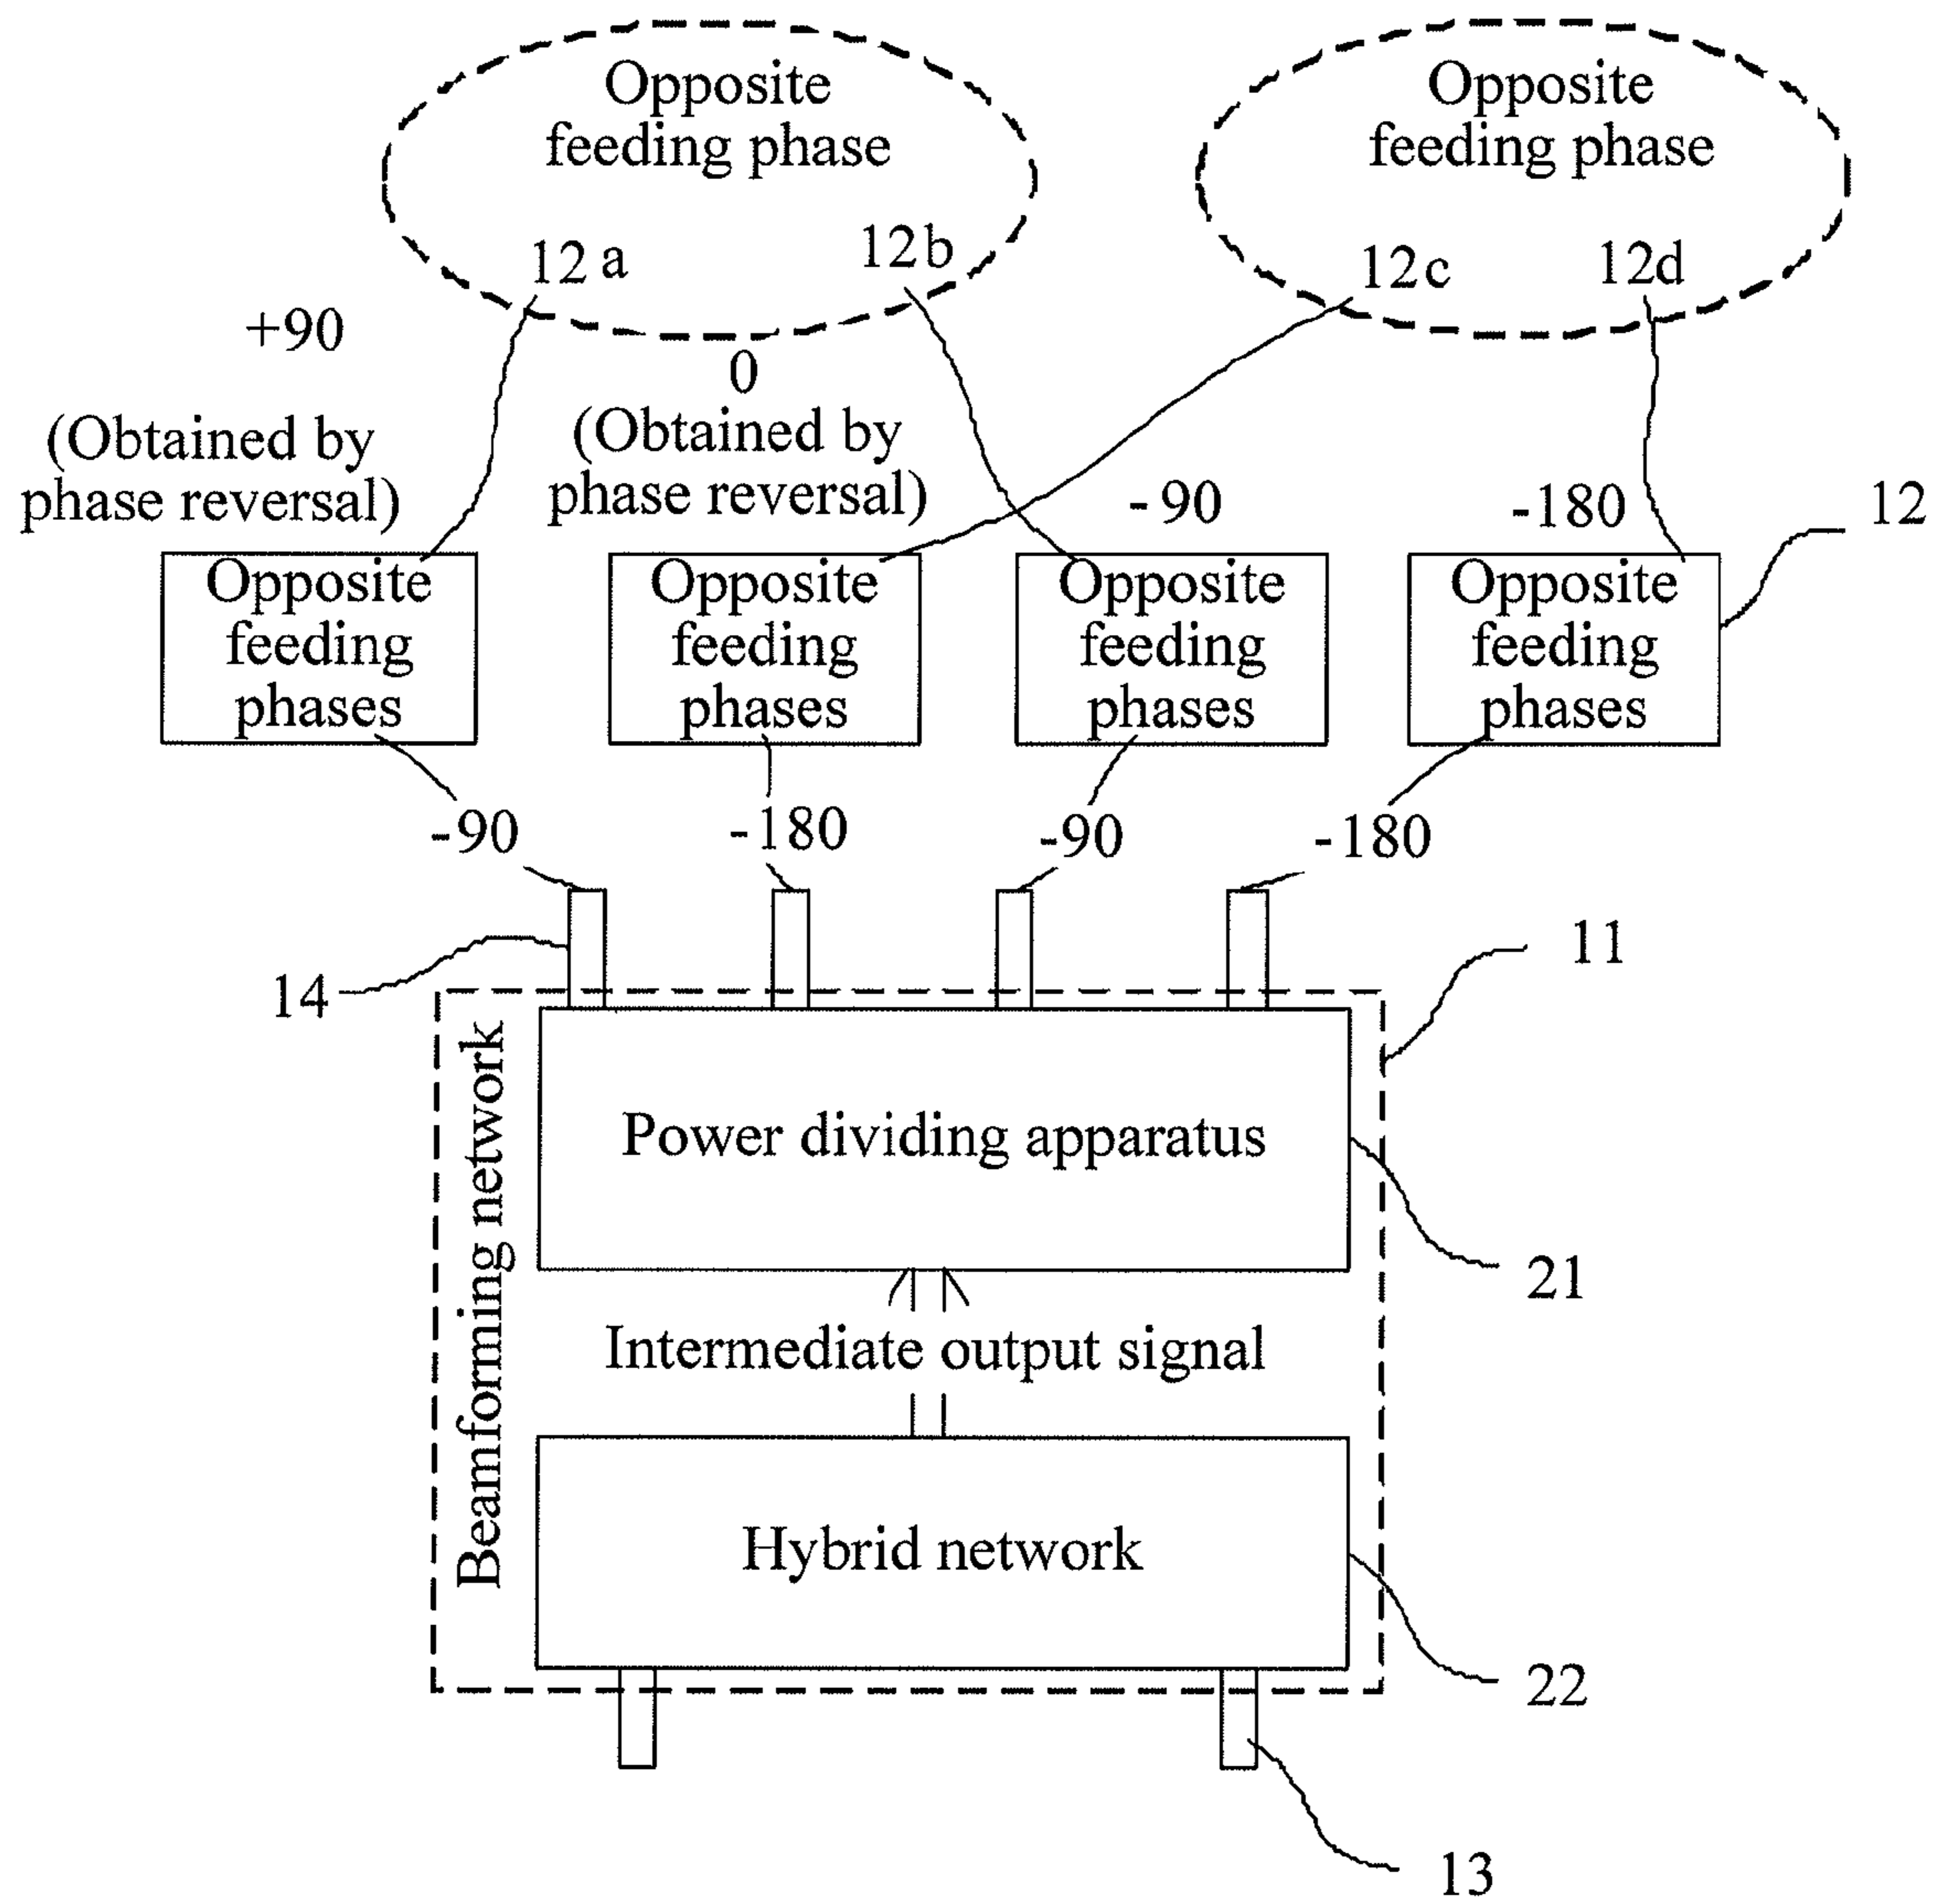 Opposite
feeding phase
Opposite
feeding phase
12a
12b
12c
12d
+90
(Obtained by
phase reversal)
0
(Obtained by
phase reversal)
-90
-180
12
Opposite
feeding
phases
Opposite
feeding
phases
Opposite
feeding
phases
Opposite
feeding
phases
-90
-180
-90
-180
14
11
Beamforming network
Power dividing apparatus
21
Intermediate output signal
Hybrid network
22
13